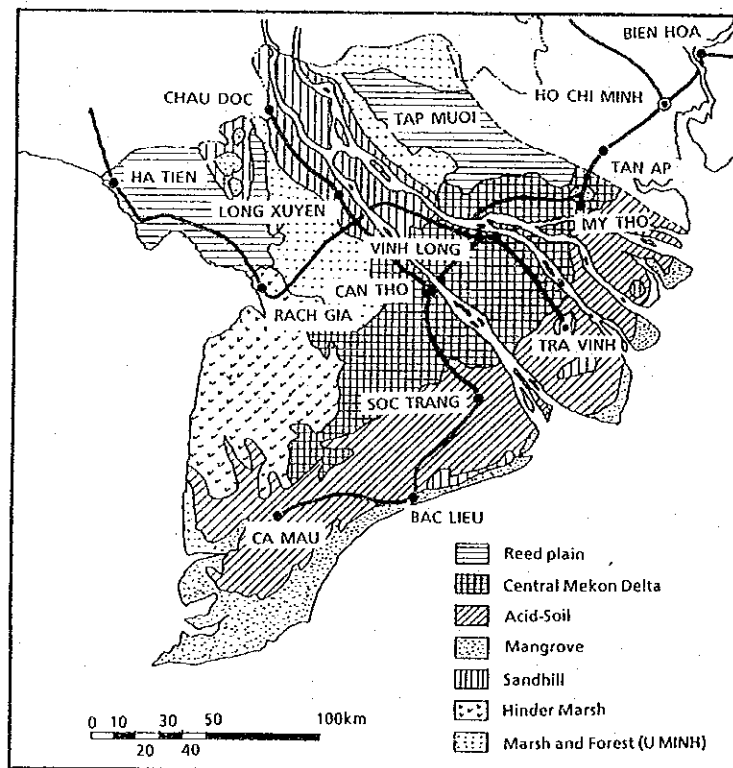 BIEN HOA
HO CHI MINH
CHAU DOC
TAP MUOI
TAN AP
HA TIEN
LONG XUYEN
MY THO
VINH LONG
CAN THO
RACH GIA
TRA VINH
SOC TRANG
BAC LIEU
CA MAU
Reed plain
Central Mekon Delta
Acid-Soil
Mangrove
Sandhill
Hinder Marsh
Marsh and Forest (U MINH)
0 10 30 50 100km
20 40